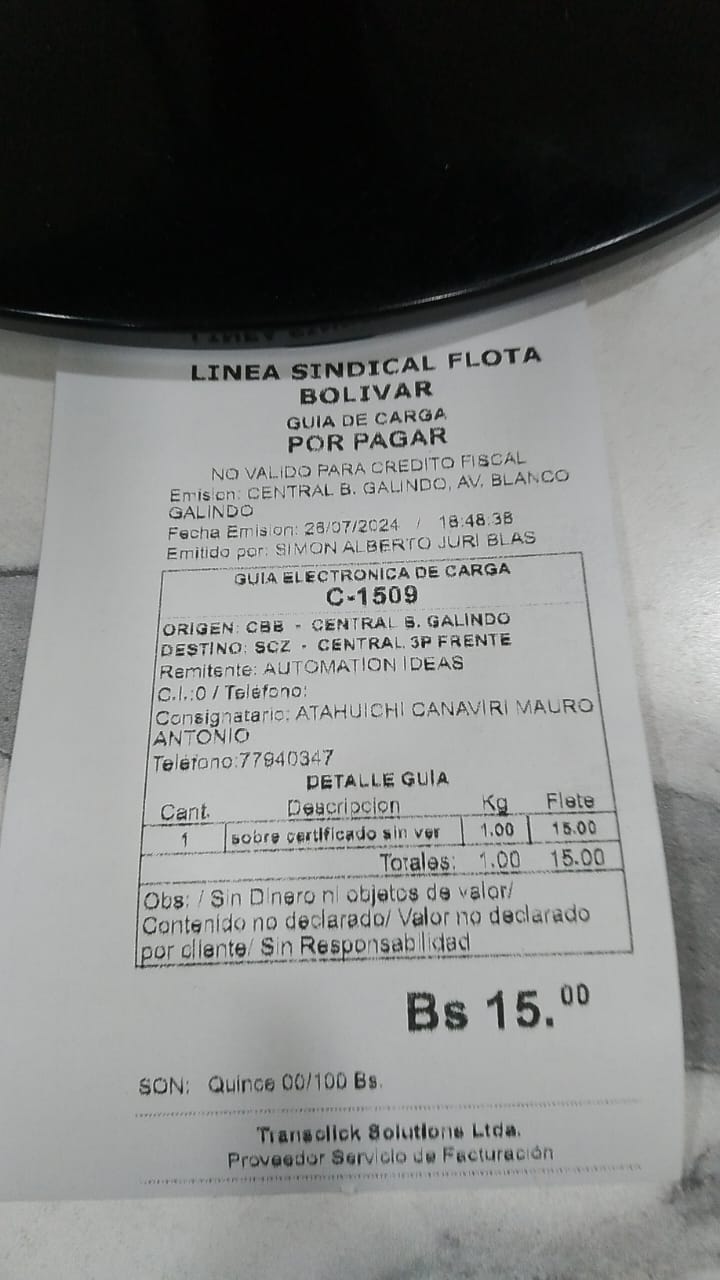 LINEA SINDICAL FLOTA
BOLIVAR
GUIA DE CARGA
POR PAGAR
NO VALIDO PARA CREDITO FISCAL
Emision: CENTRAL B. GALINDO, AV. BLANCO
GALINDO
Fecha Emision: 26/07/2024 / 18:48:38
Emitido por: SIMON ALBERTO JURI BLAS
GUIA ELECTRONICA DE CARGA
C-1509
ORIGEN: CBB - CENTRAL B. GALINDO
DESTINO: SCZ - CENTRAL 3P FRENTE
Remitente: AUTOMATION IDEAS
C.I.:0 / Teléfono:
Consignatario: ATAHUICHI CANAVIRI MAURO
ANTONIO
Teléfono:77940347
DETALLE GUÍA
Cant. Descripcion Kg Flete
1 sobre certificado sin ver 1.00 15.00
Totales: 1.00 15.00
Obs: / Sin Dinero ni objetos de valor/
Contenido no declarado/ Valor no declarado
por cliente/ Sin Responsabilidad
Bs 15.00
SON: Quince 00/100 Bs.
Transclick Solutions Ltda.
Proveedor Servicio de Facturación